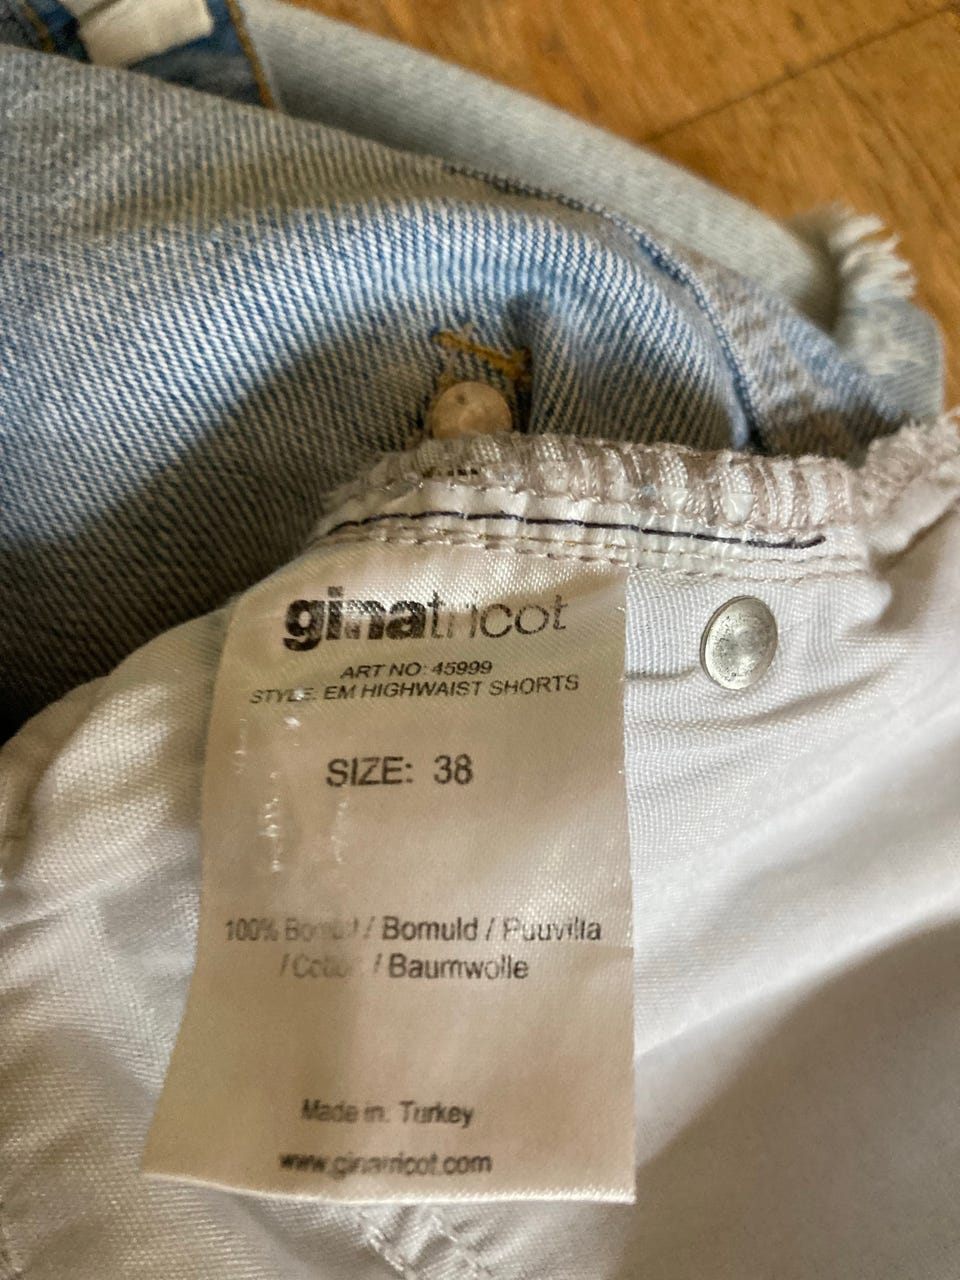 ginatricot
ART NO: 45999
STYLE: EM HIGHWAIST SHORTS
SIZE: 38
100% / Bomuld / Puuvilla
/ Cotton / Baumwolle
Made in: Turkey
www.ginatricot.com